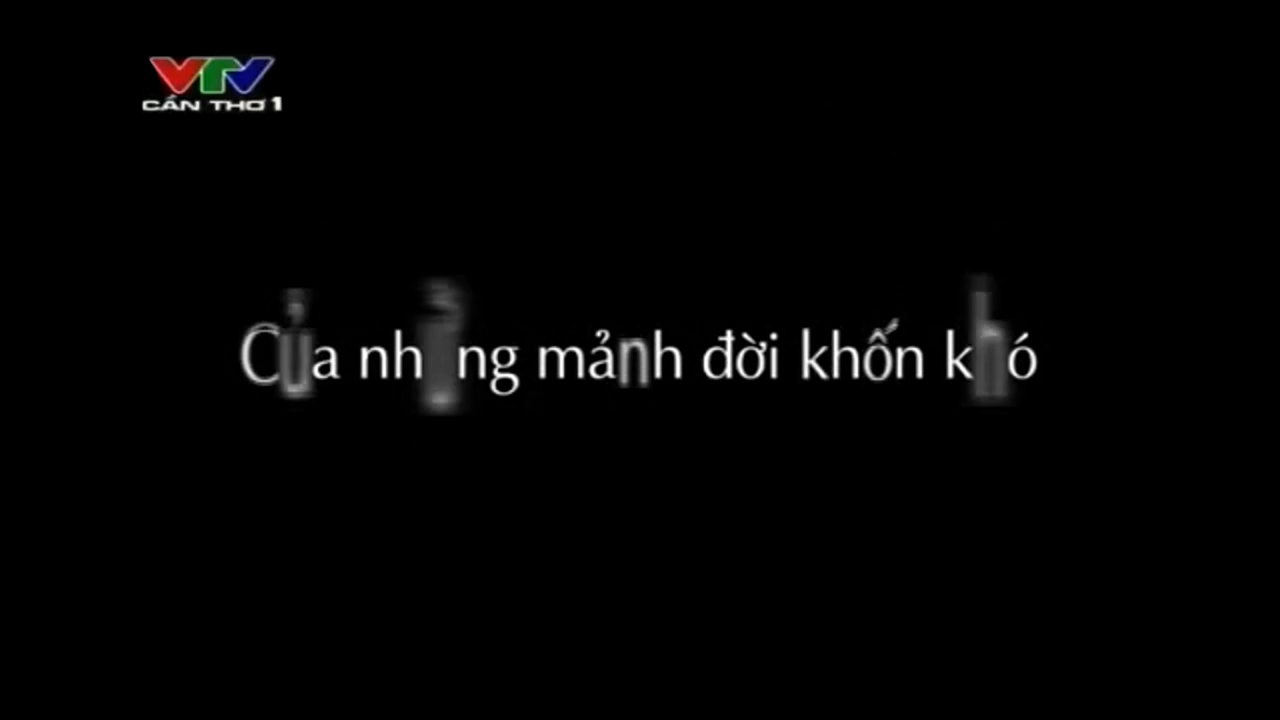 VTV
CẦN THƠ 1
Của những mảnh đời khốn khó